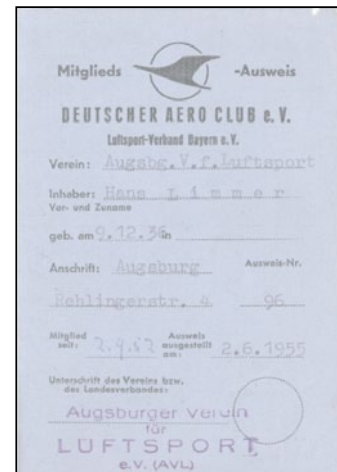 Mitglieds -Ausweis
DEUTSCHER AERO CLUB e. V.
Luftsport-Verband Bayern e. V.
Verein: Augsbg.V.f.Luftsport
Inhaber: Hans Limmer
Vor- und Zuname
geb. am 9.12.36 in
Anschrift: Augsburg Ausweis-Nr.
Rehlingerstr. 4 96
Mitglied seit: 2.9.52 Ausweis ausgestellt am: 2.6.1955
Unterschrift des Vereins bzw.
des Landesverbandes:
Augsburger Verein
für
LUFTSPORT
e.V. (AVL)